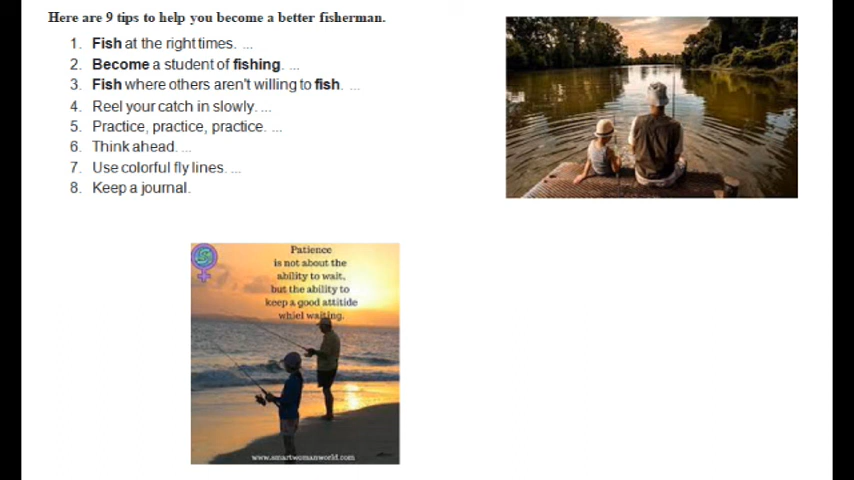 Here are 9 tips to help you become a better fisherman.
1. Fish at the right times. ...
2. Become a student of fishing. ...
3. Fish where others aren't willing to fish. ...
4. Reel your catch in slowly. ...
5. Practice, practice, practice. ...
6. Think ahead. ...
7. Use colorful fly lines. ...
8. Keep a journal.
Patience
is not about the
ability to wait,
but the ability to
keep a good attitide
whiel waiting.
www.smartwomanworld.com